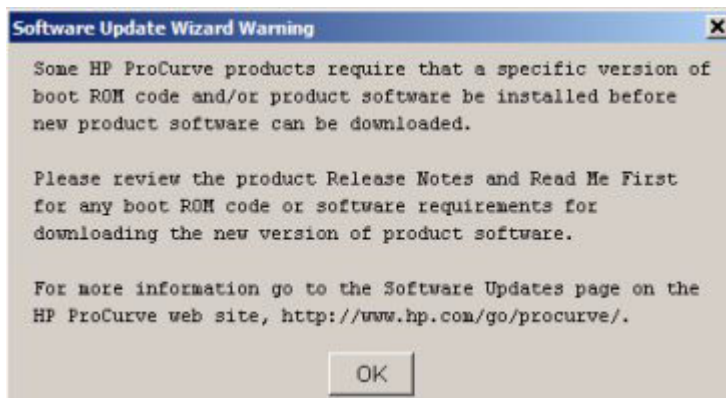 Software Update Wizard Warning
Some HP ProCurve products require that a specific version of
boot ROM code and/or product software be installed before
new product software can be downloaded.
Please review the product Release Notes and Read Me First
for any boot ROM code or software requirements for
downloading the new version of product software.
For more information go to the Software Updates page on the
HP ProCurve web site, http://www.hp.com/go/procurve/.
OK